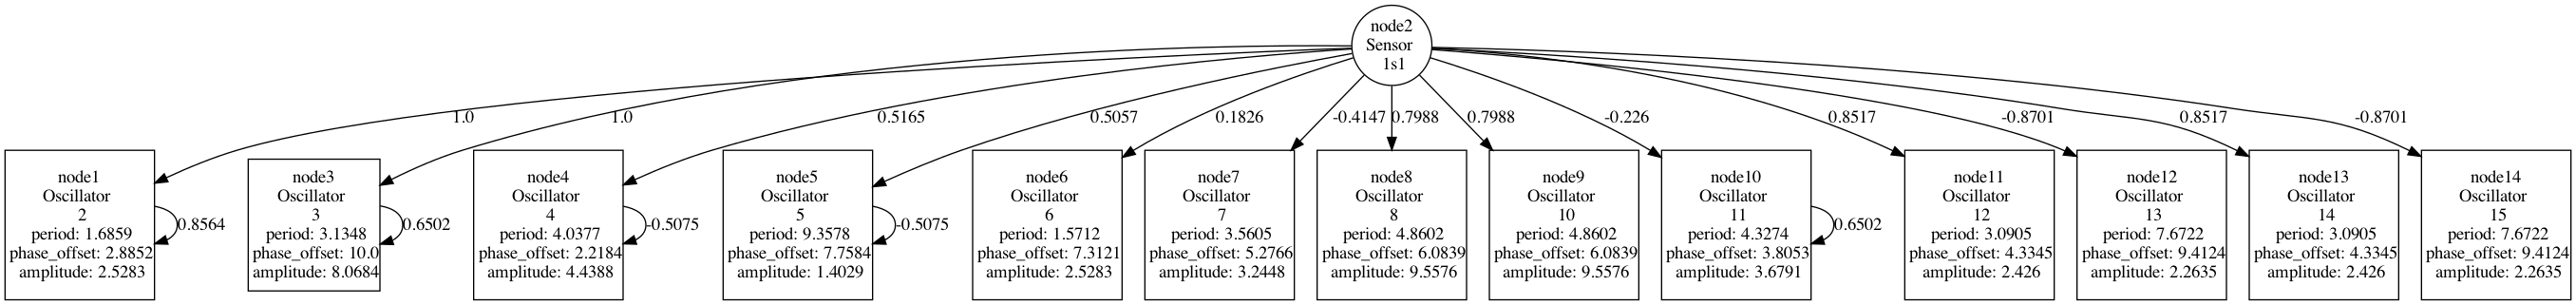 node2
Sensor
1s1
1.0
1.0
0.5165
0.5057
0.1826
-0.4147
0.7988
0.7988
-0.226
0.8517
-0.8701
0.8517
-0.8701
node1
Oscillator
2
period: 1.6859
phase_offset: 2.8852
amplitude: 2.5283
0.8564
node3
Oscillator
3
period: 3.1348
phase_offset: 10.0
amplitude: 8.0684
0.6502
node4
Oscillator
4
period: 4.0377
phase_offset: 2.2184
amplitude: 4.4388
-0.5075
node5
Oscillator
5
period: 9.3578
phase_offset: 7.7584
amplitude: 1.4029
-0.5075
node6
Oscillator
6
period: 1.5712
phase_offset: 7.3121
amplitude: 2.5283
node7
Oscillator
7
period: 3.5605
phase_offset: 5.2766
amplitude: 3.2448
node8
Oscillator
8
period: 4.8602
phase_offset: 6.0839
amplitude: 9.5576
node9
Oscillator
10
period: 4.8602
phase_offset: 6.0839
amplitude: 9.5576
node10
Oscillator
11
period: 4.3274
phase_offset: 3.8053
amplitude: 3.6791
0.6502
node11
Oscillator
12
period: 3.0905
phase_offset: 4.3345
amplitude: 2.426
node12
Oscillator
13
period: 7.6722
phase_offset: 9.4124
amplitude: 2.2635
node13
Oscillator
14
period: 3.0905
phase_offset: 4.3345
amplitude: 2.426
node14
Oscillator
15
period: 7.6722
phase_offset: 9.4124
amplitude: 2.2635